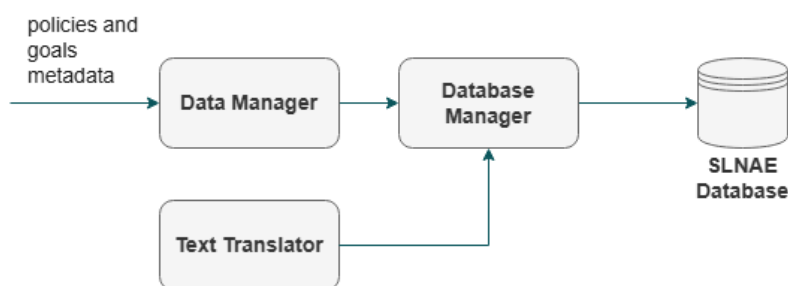 policies and
goals
metadata
Data Manager
Database
Manager
SLNAE
Database
Text Translator